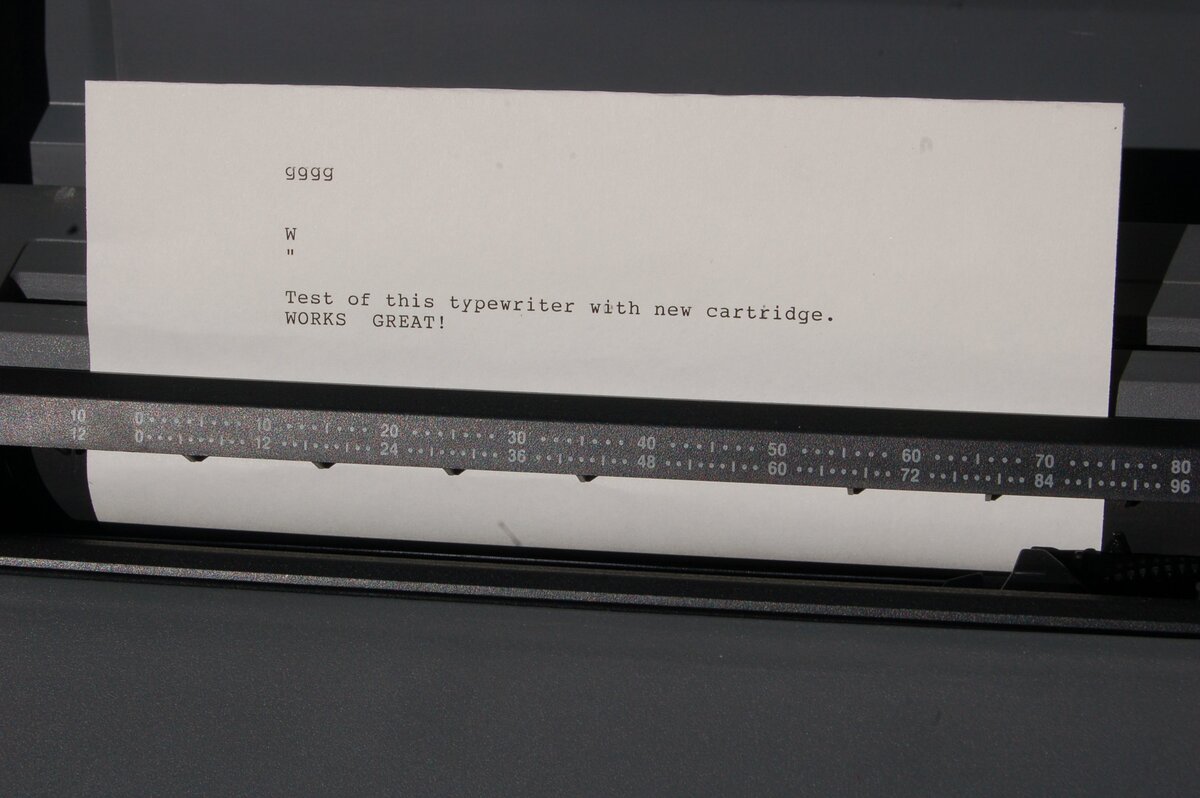 gggg
W
"
Test of this typewriter with new cartridge.
WORKS  GREAT!
10 0 10 20 30 40 50 60 70 80
12 0 12 24 36 48 60 72 84 96